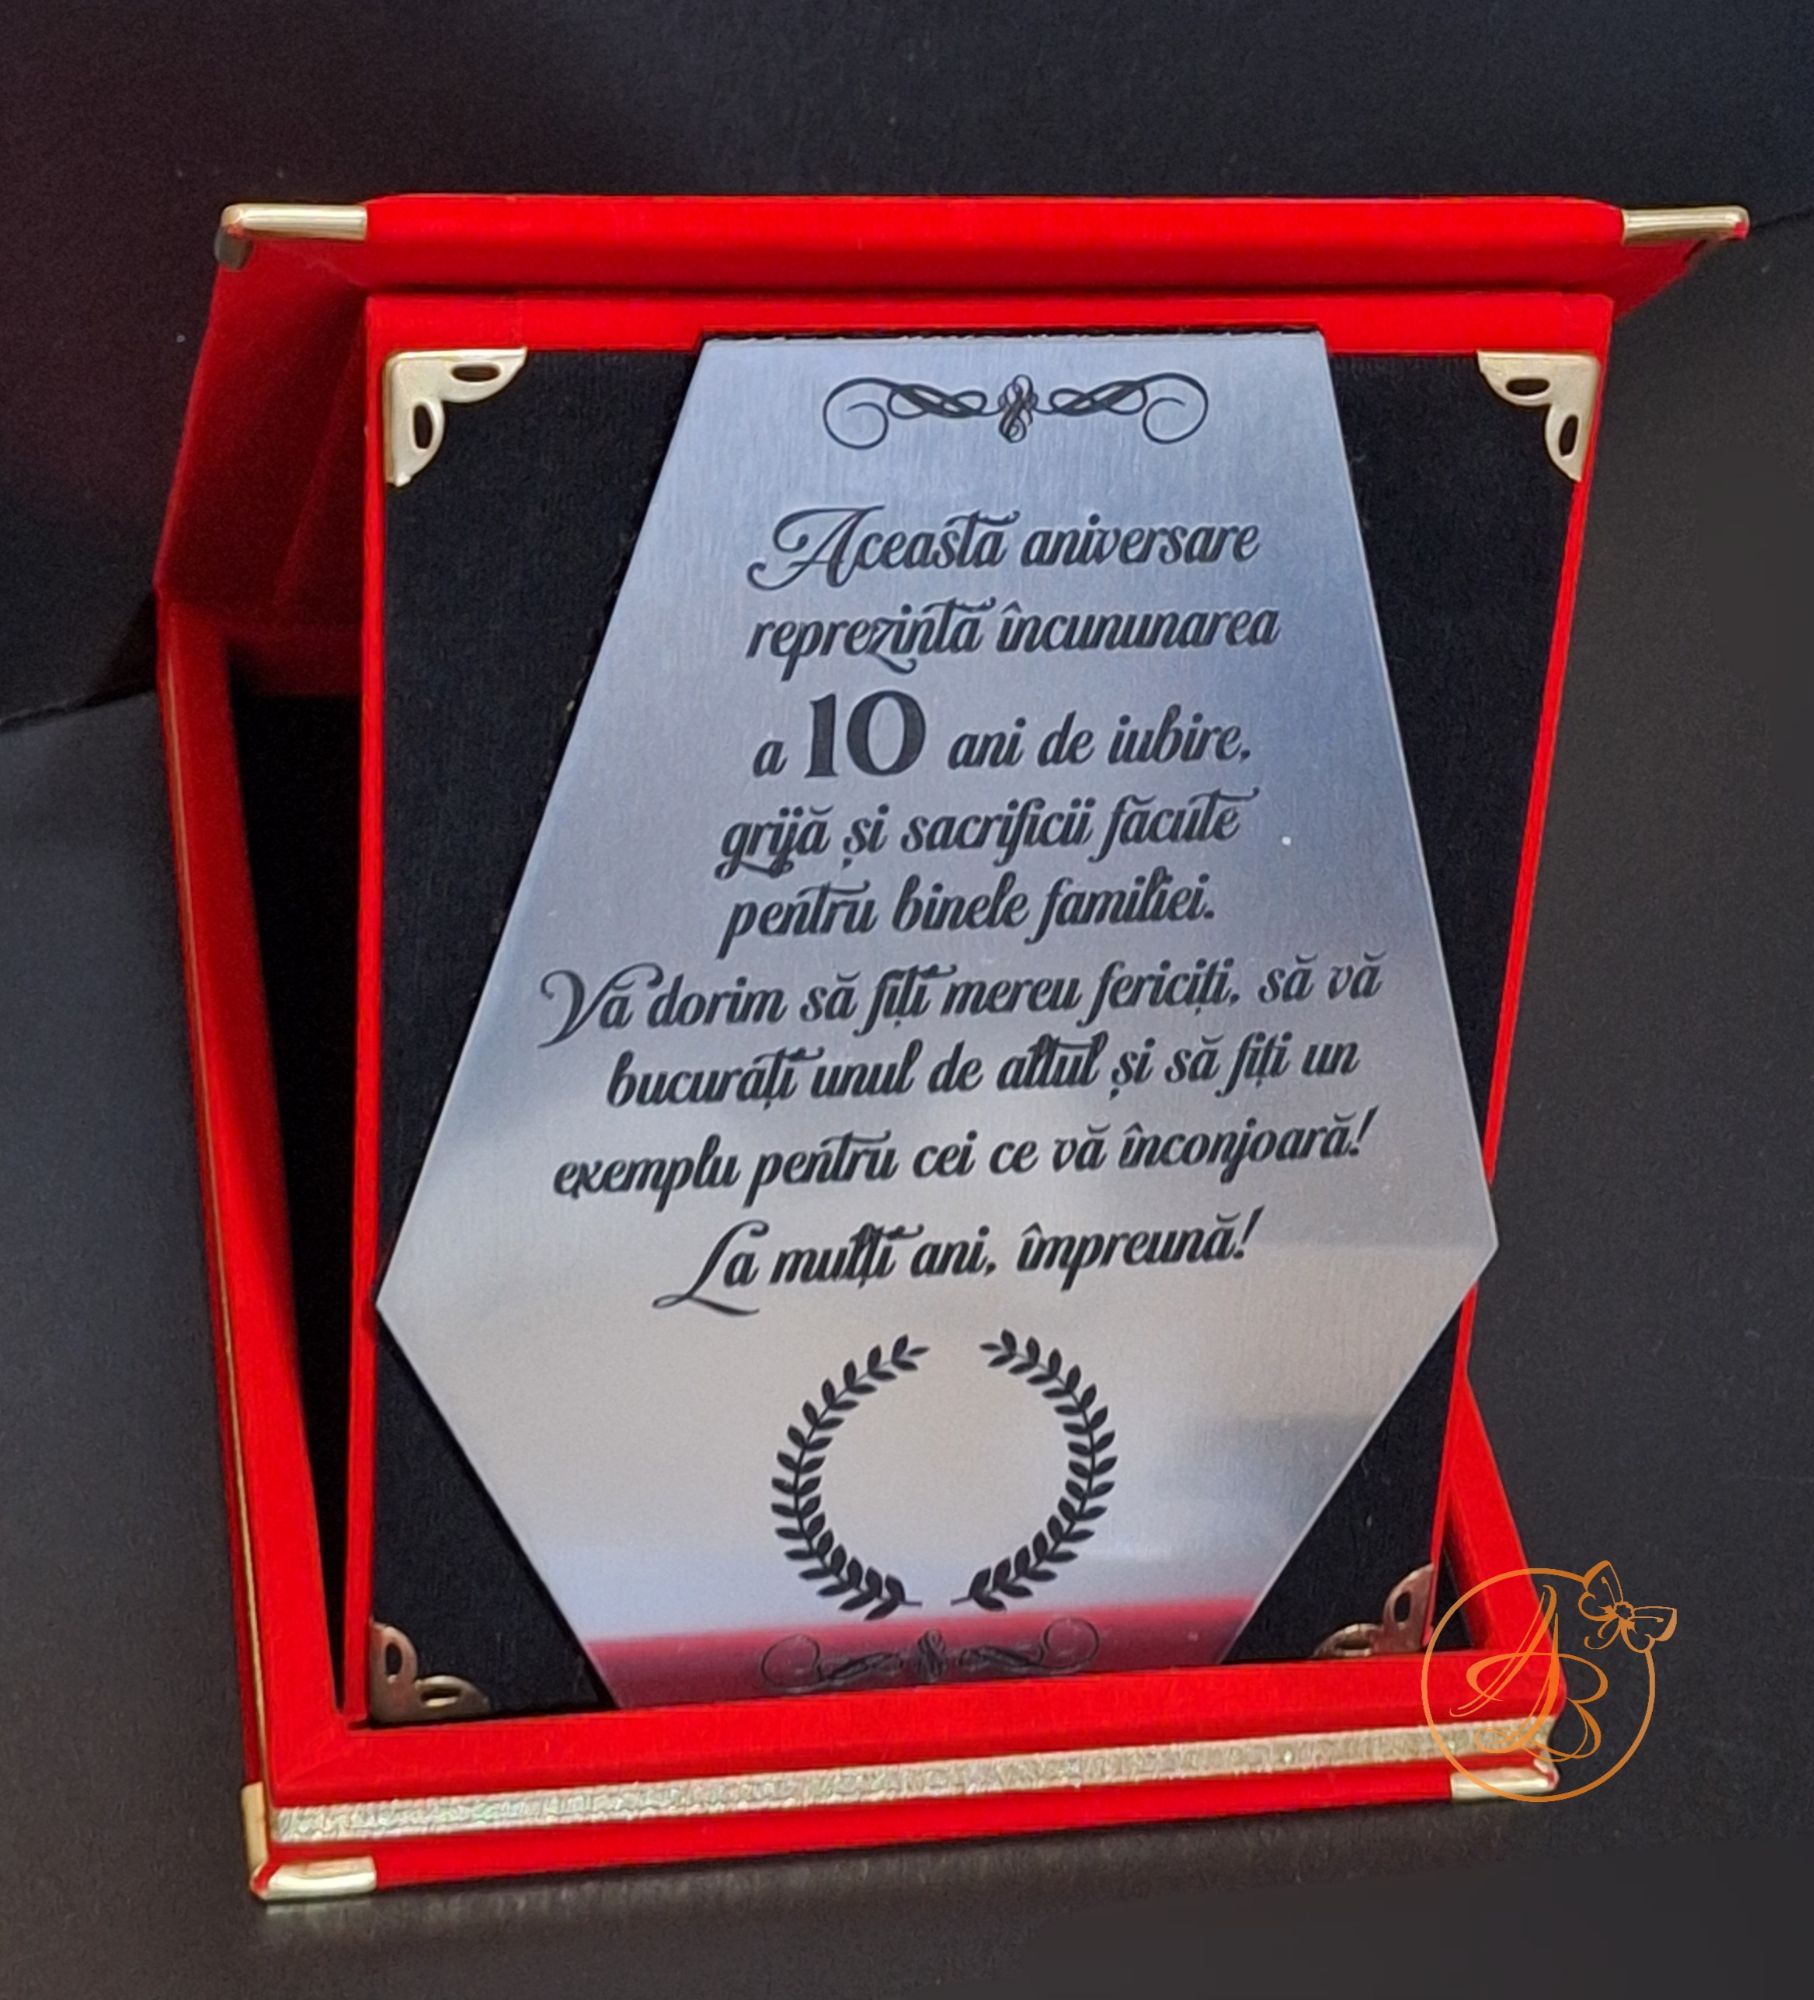 Această aniversare
reprezintă încununarea
a 10 ani de iubire,
grijă și sacrificii făcute
pentru binele familiei.
Vă dorim să fiți mereu fericiți, să vă
bucurați unul de altul și să fiți un
exemplu pentru cei ce vă înconjoară!
La mulți ani, împreună!
AB